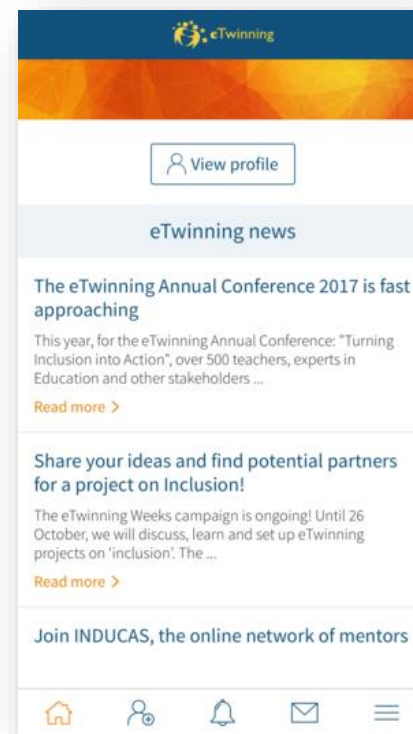 eTwinning
View profile
eTwinning news
The eTwinning Annual Conference 2017 is fast
approaching
This year, for the eTwinning Annual Conference: "Turning
Inclusion into Action", over 500 teachers, experts in
Education and other stakeholders ...
Read more >
Share your ideas and find potential partners
for a project on Inclusion!
The eTwinning Weeks campaign is ongoing! Until 26
October, we will discuss, learn and set up eTwinning
projects on 'inclusion'. The ...
Read more >
Join INDUCAS, the online network of mentors